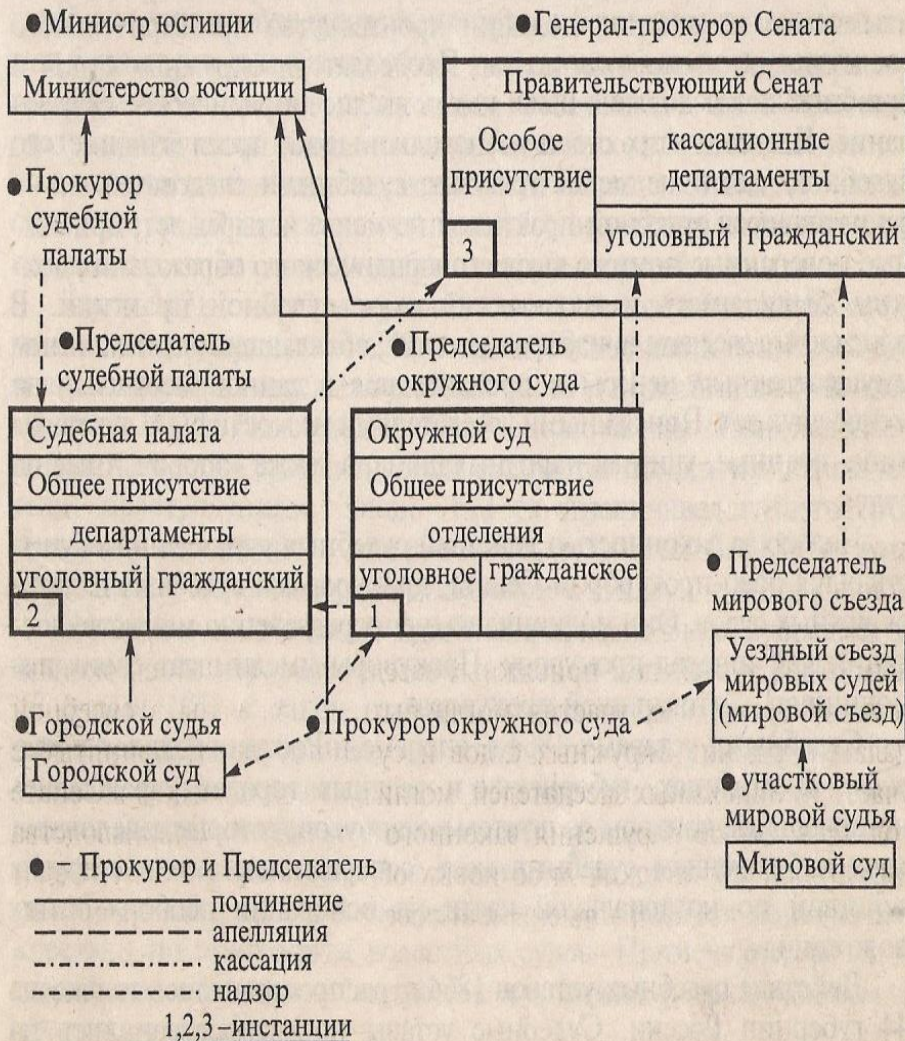 ●Министр юстиции
●Генерал-прокурор Сената
Министерство юстиции
Правительствующий Сенат
Особое
присутствие
кассационные
департаменты
3
уголовный
гражданский
● Прокурор
судебной
палаты
●Председатель
судебной палаты
●Председатель
окружного суда
Судебная палата
Общее присутствие
департаменты
уголовный
гражданский
2
Окружной суд
Общее присутствие
отделения
уголовное
гражданское
1
● Председатель
мирового съезда
Уездный съезд
мировых судей
(мировой съезд)
●Городской судья
Городской суд
●Прокурор окружного суда
● участковый
мировой судья
Мировой суд
● – Прокурор и Председатель
подчинение
апелляция
кассация
надзор
1,2,3 –инстанции